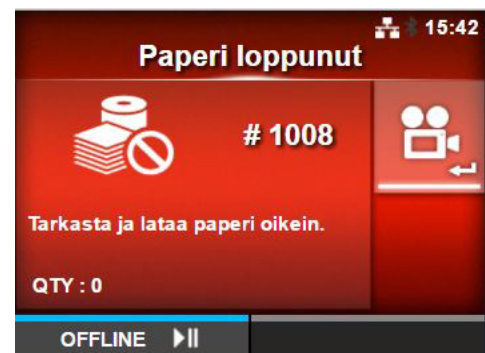 15:42
Paperi loppunut
# 1008
Tarkasta ja lataa paperi oikein.
QTY : 0
OFFLINE